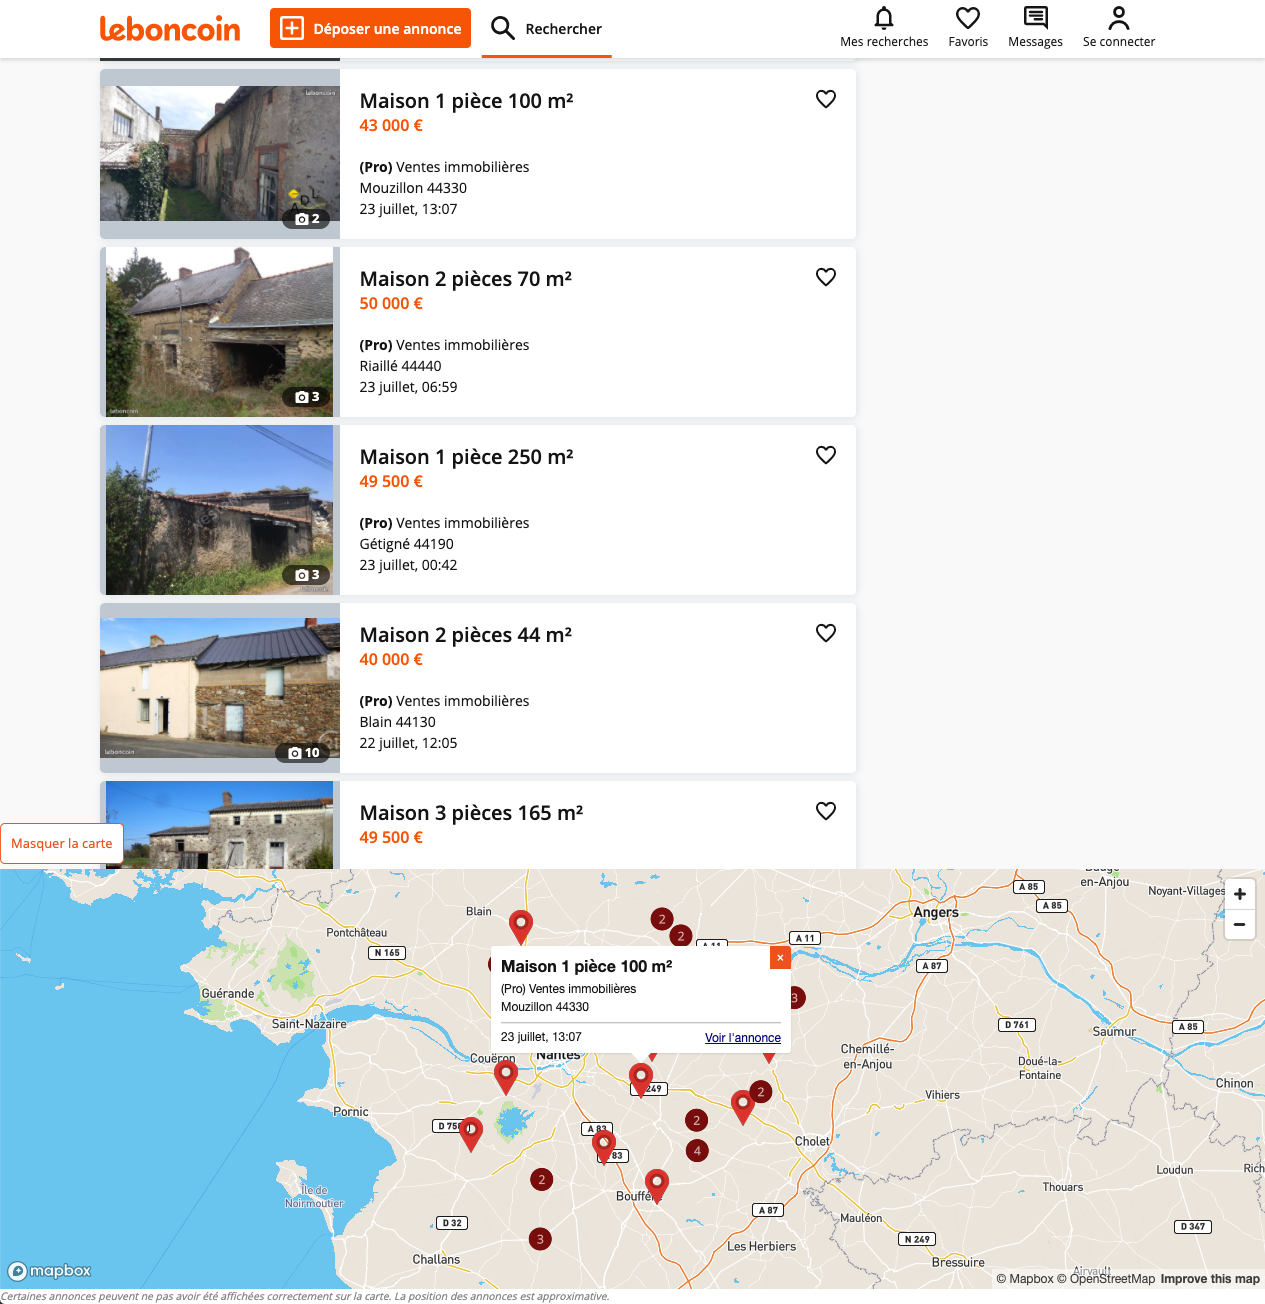 leboncoin
Déposer une annonce
Rechercher
Mes recherches
Favoris
Messages
Se connecter
leboncoin
2
Maison 1 pièce 100 m²
43 000 €
(Pro) Ventes immobilières
Mouzillon 44330
23 juillet, 13:07
leboncoin
3
Maison 2 pièces 70 m²
50 000 €
(Pro) Ventes immobilières
Riaillé 44440
23 juillet, 06:59
3
Maison 1 pièce 250 m²
49 500 €
(Pro) Ventes immobilières
Gétigné 44190
23 juillet, 00:42
leboncoin
10
Maison 2 pièces 44 m²
40 000 €
(Pro) Ventes immobilières
Blain 44130
22 juillet, 12:05
Maison 3 pièces 165 m²
49 500 €
Masquer la carte
en-Anjou
A 85
Noyant-Villages
+
−
A 85
Blain
Angers
2
Pontchâteau
2
A 11
A 11
N 165
A 87
Guérande
3
Saint-Nazaire
D 761
Saumur
A 85
Maison 1 pièce 100 m²
×
(Pro) Ventes immobilières
Mouzillon 44330
23 juillet, 13:07
Voir l'annonce
Couëron
Nantes
Chemillé-
en-Anjou
Doué-la-
Fontaine
Chinon
249
2
Vihiers
Pornic
D 758
A 83
2
Cholet
83
4
Loudun
Rich
2
Île de
Noirmoutier
Boufféré
Thouars
D 32
A 87
Mauléon
D 347
3
N 249
Les Herbiers
Challans
Bressuire
Airvault
mapbox
© Mapbox © OpenStreetMap Improve this map
Certaines annonces peuvent ne pas avoir été affichées correctement sur la carte. La position des annonces est approximative.